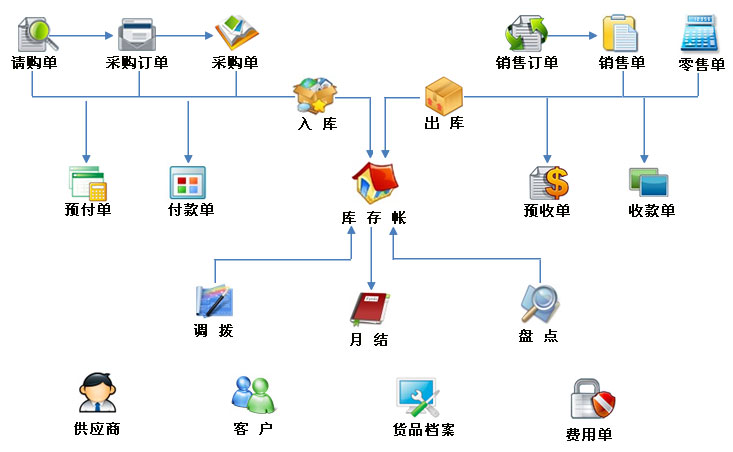 请购单
采购订单
采购单
销售订单
销售单
零售单
入 库
出 库
预付单
付款单
库 存 帐
预收单
收款单
调 拨
月 结
盘 点
供应商
客 户
货品档案
费用单